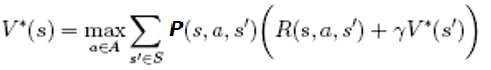 V*(s) = max_{a∈A} ∑_{s'∈S} P(s, a, s') ( R(s, a, s') + γV*(s') )